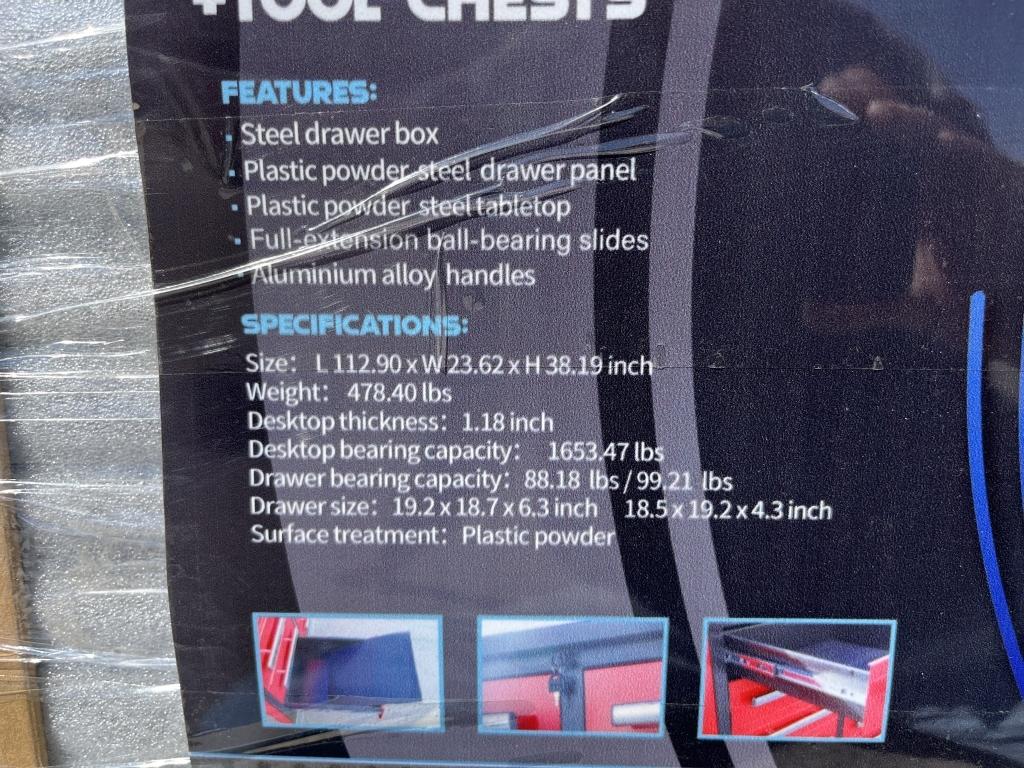 +TOOL CHESTS
FEATURES:
· Steel drawer box
· Plastic powder steel drawer panel
· Plastic powder steel tabletop
· Full-extension ball-bearing slides
· Aluminium alloy handles
SPECIFICATIONS:
Size: L 112.90 x W 23.62 x H 38.19 inch
Weight: 478.40 lbs
Desktop thickness: 1.18 inch
Desktop bearing capacity: 1653.47 lbs
Drawer bearing capacity: 88.18 lbs / 99.21 lbs
Drawer size: 19.2 x 18.7 x 6.3 inch 18.5 x 19.2 x 4.3 inch
Surface treatment: Plastic powder